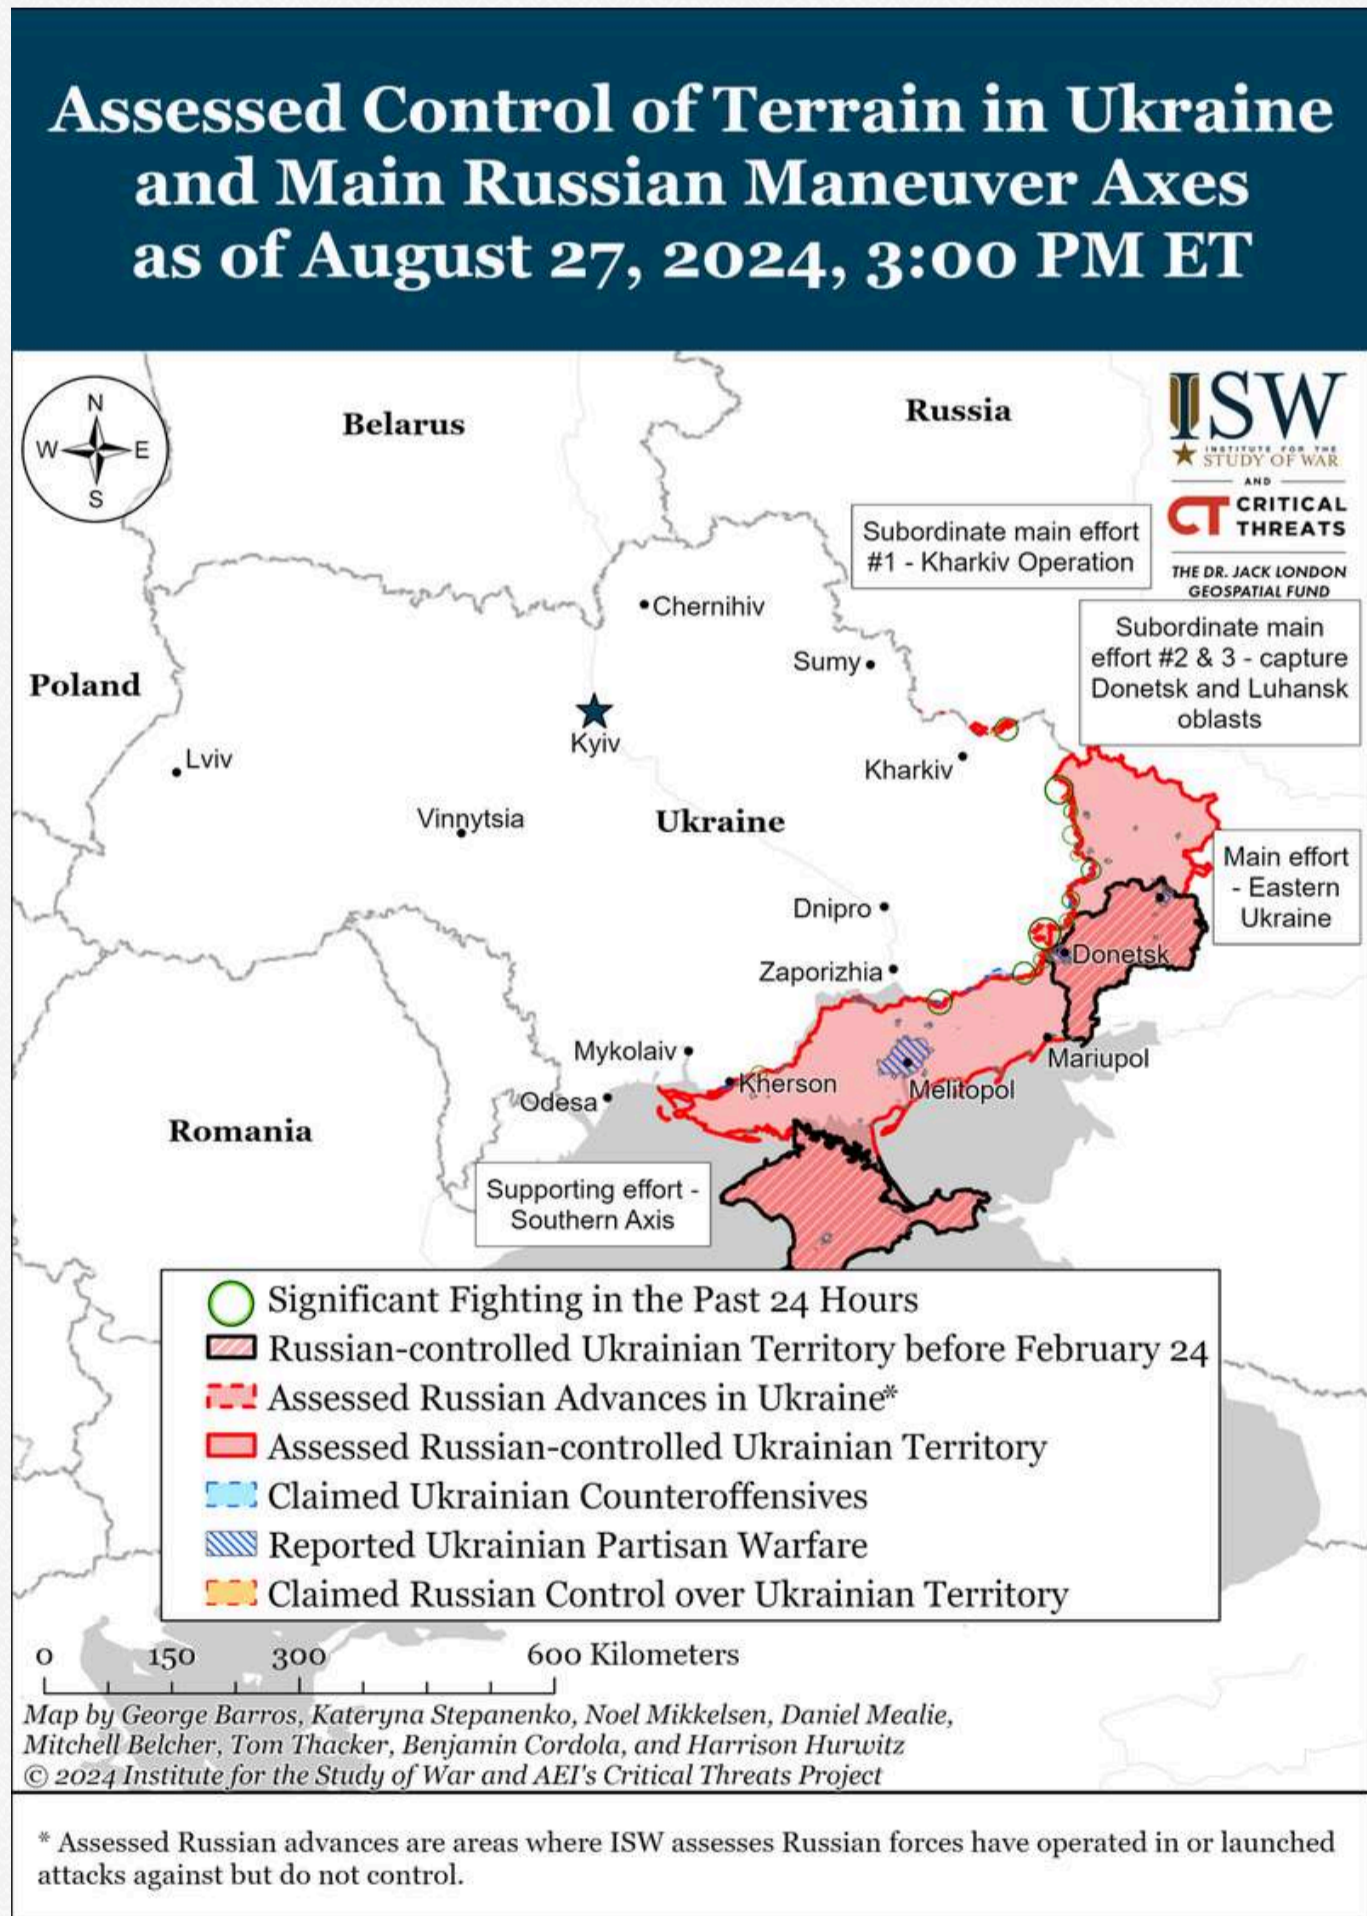 Assessed Control of Terrain in Ukraine
and Main Russian Maneuver Axes
as of August 27, 2024, 3:00 PM ET
N
W
E
S
Belarus
Russia
ISW
INSTITUTE FOR THE
STUDY OF WAR
AND
CT CRITICAL
THREATS
THE DR. JACK LONDON
GEOSPATIAL FUND
Subordinate main effort
#1 - Kharkiv Operation
Subordinate main
effort #2 & 3 - capture
Donetsk and Luhansk
oblasts
Chernihiv
Sumy
Poland
Kyiv
Lviv
Kharkiv
Vinnytsia
Ukraine
Main effort
- Eastern
Ukraine
Dnipro
Donetsk
Zaporizhia
Mykolaiv
Mariupol
Kherson
Melitopol
Odesa
Romania
Supporting effort -
Southern Axis
Significant Fighting in the Past 24 Hours
Russian-controlled Ukrainian Territory before February 24
Assessed Russian Advances in Ukraine*
Assessed Russian-controlled Ukrainian Territory
Claimed Ukrainian Counteroffensives
Reported Ukrainian Partisan Warfare
Claimed Russian Control over Ukrainian Territory
0 150 300 600 Kilometers
Map by George Barros, Kateryna Stepanenko, Noel Mikkelsen, Daniel Mealie,
Mitchell Belcher, Tom Thacker, Benjamin Cordola, and Harrison Hurwitz
© 2024 Institute for the Study of War and AEI's Critical Threats Project
* Assessed Russian advances are areas where ISW assesses Russian forces have operated in or launched
attacks against but do not control.